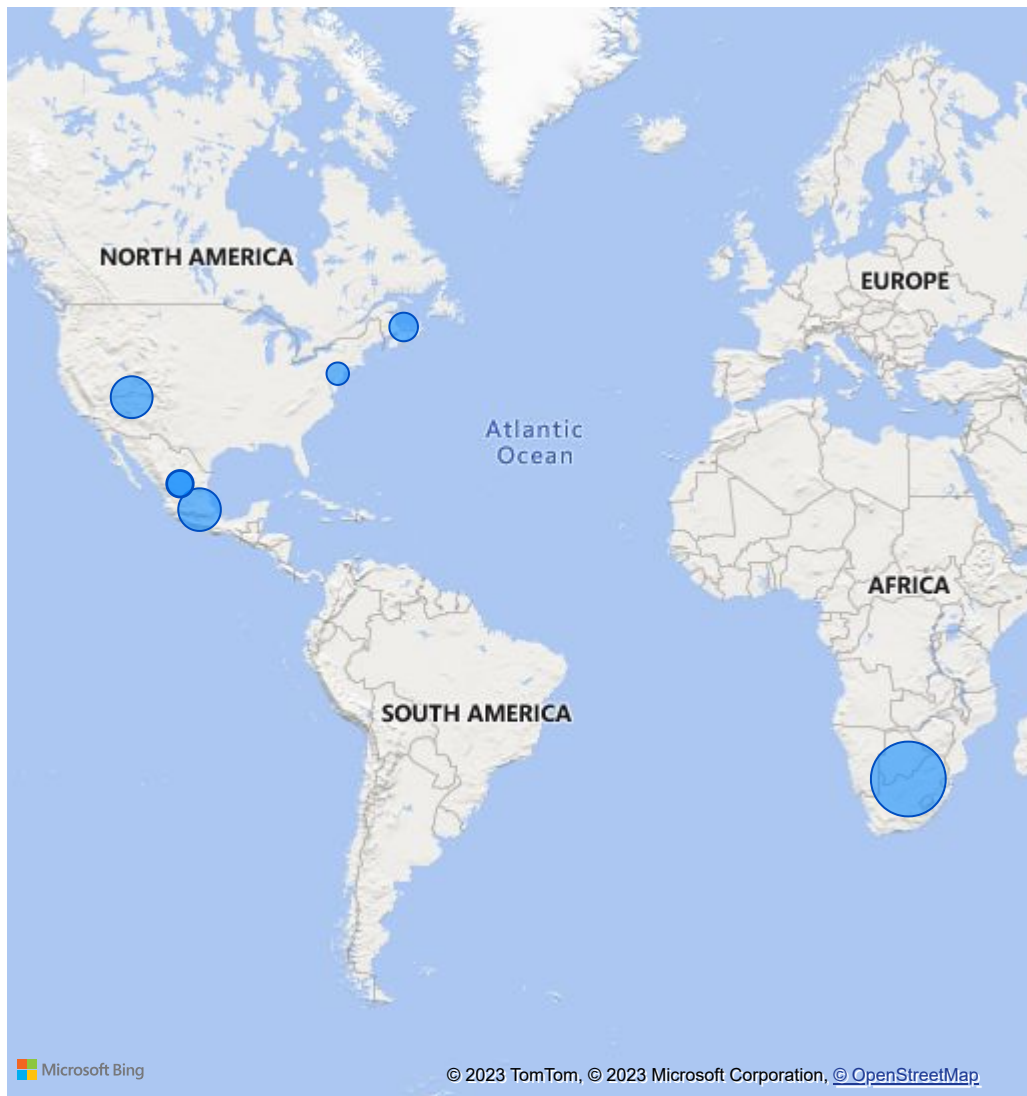 NORTH AMERICA
EUROPE
Atlantic
Ocean
AFRICA
SOUTH AMERICA
Microsoft Bing
© 2023 TomTom, © 2023 Microsoft Corporation, © OpenStreetMap